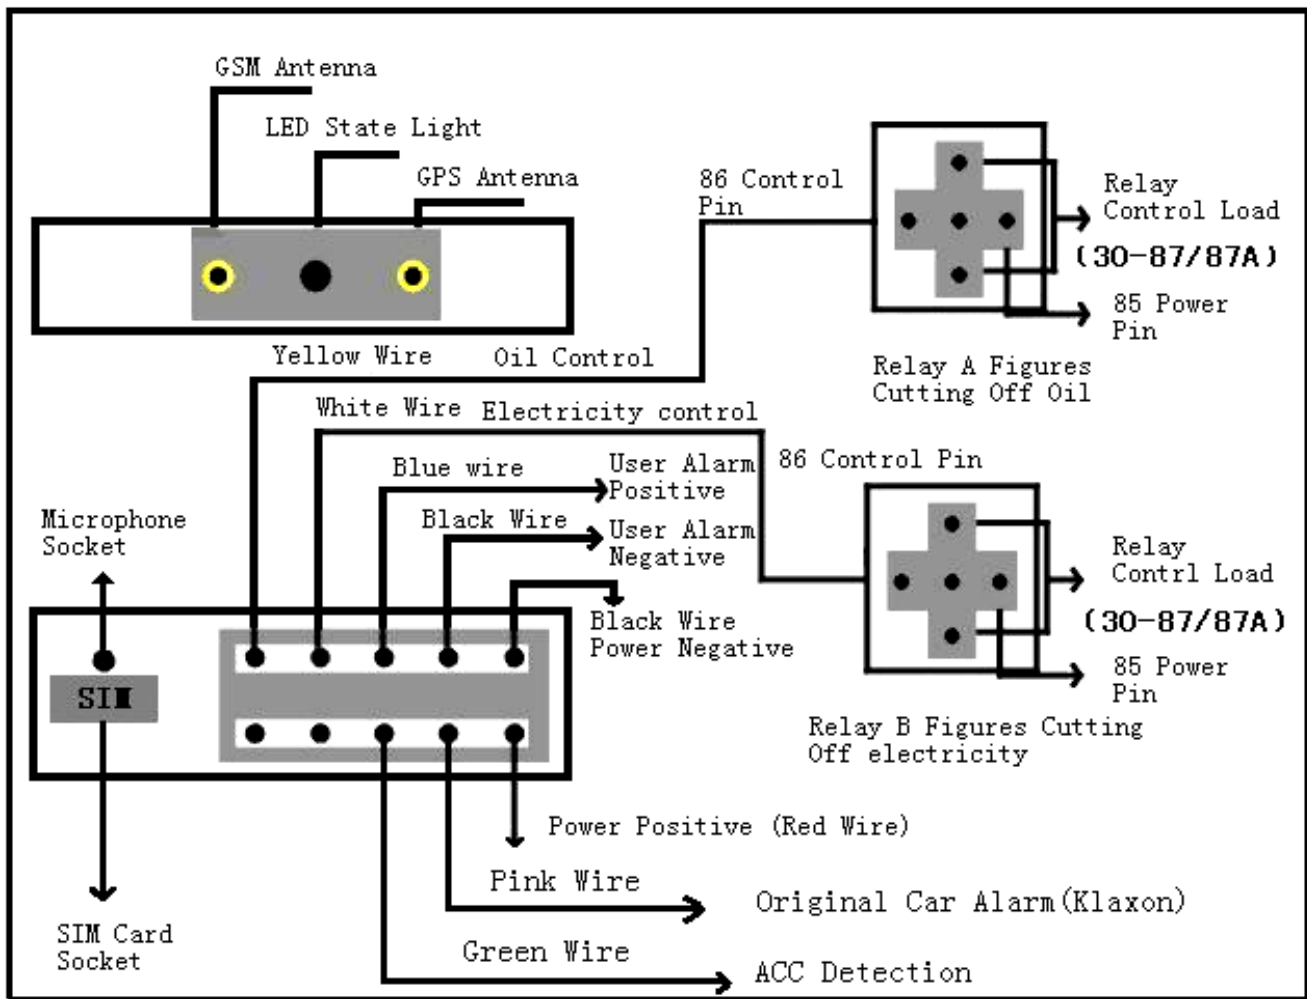 GSM Antenna
LED State Light
GPS Antenna
86 Control
Pin
Relay
Control Load
(30-87/87A)
85 Power
Pin
Relay A Figures
Cutting Off Oil
Yellow Wire
Oil Control
White Wire
Electricity control
Blue wire
User Alarm
Positive
86 Control Pin
Black Wire
User Alarm
Negative
Microphone
Socket
Black Wire
Power Negative
Relay
Contrl Load
(30-87/87A)
85 Power
Pin
SIM
Relay B Figures Cutting
Off electricity
Power Positive (Red Wire)
Pink Wire
Original Car Alarm(Klaxon)
SIM Card
Socket
Green Wire
ACC Detection